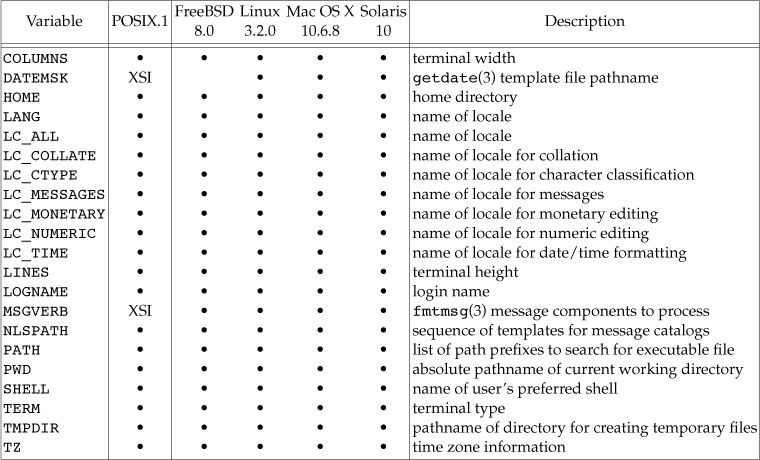 Variable POSIX.1 FreeBSD 8.0 Linux 3.2.0 Mac OS X 10.6.8 Solaris 10 Description
COLUMNS • • • • • terminal width
DATEMSK XSI • • • getdate(3) template file pathname
HOME • • • • • home directory
LANG • • • • • name of locale
LC_ALL • • • • • name of locale
LC_COLLATE • • • • • name of locale for collation
LC_CTYPE • • • • • name of locale for character classification
LC_MESSAGES • • • • • name of locale for messages
LC_MONETARY • • • • • name of locale for monetary editing
LC_NUMERIC • • • • • name of locale for numeric editing
LC_TIME • • • • • name of locale for date/time formatting
LINES • • • • • terminal height
LOGNAME • • • • • login name
MSGVERB XSI • • • • fmtmsg(3) message components to process
NLSPATH • • • • • sequence of templates for message catalogs
PATH • • • • • list of path prefixes to search for executable file
PWD • • • • • absolute pathname of current working directory
SHELL • • • • • name of user's preferred shell
TERM • • • • • terminal type
TMPDIR • • • • • pathname of directory for creating temporary files
TZ • • • • • time zone information